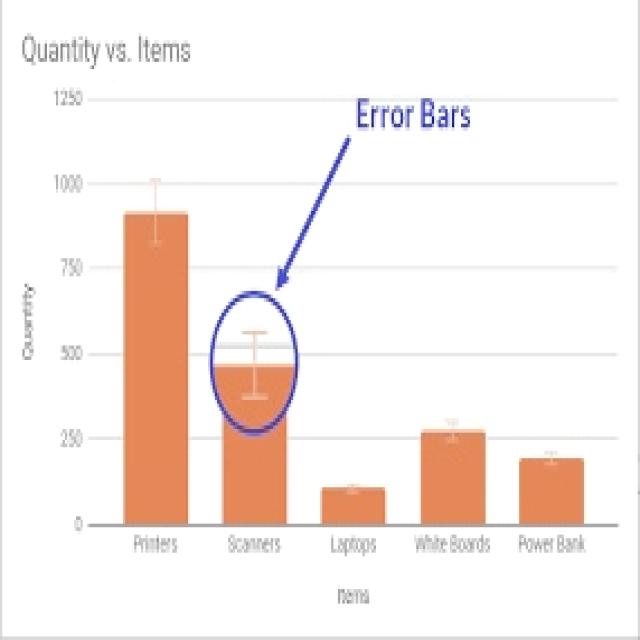 Quantity vs. Items
1250
Error Bars
1000
750
Quantity
500
250
0
Printers Scanners Laptops White Boards Power Bank
Items